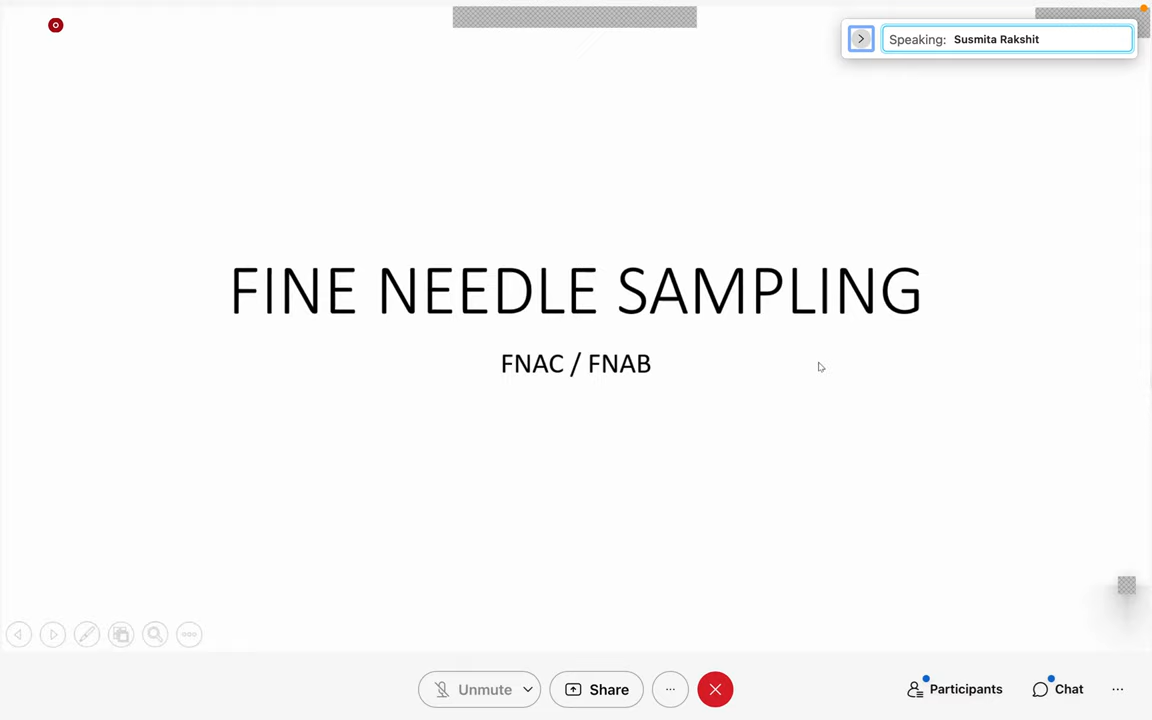 Speaking: Susmita Rakshit
FINE NEEDLE SAMPLING
FNAC / FNAB
Unmute
Share
Participants
Chat